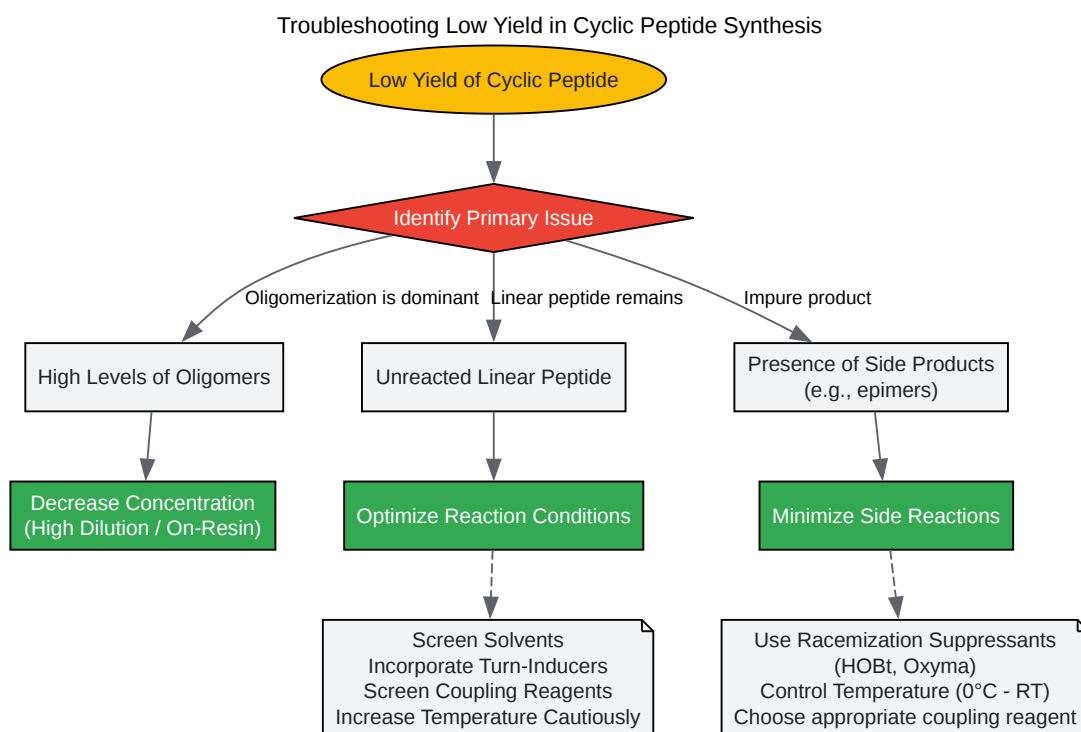 Troubleshooting Low Yield in Cyclic Peptide Synthesis
Low Yield of Cyclic Peptide
Identify Primary Issue
Oligomerization is dominant
Linear peptide remains
Impure product
High Levels of Oligomers
Unreacted Linear Peptide
Presence of Side Products
(e.g., epimers)
Decrease Concentration
(High Dilution / On-Resin)
Optimize Reaction Conditions
Minimize Side Reactions
Screen Solvents
Incorporate Turn-Inducers
Screen Coupling Reagents
Increase Temperature Cautiously
Use Racemization Suppressants
(HOBt, Oxyma)
Control Temperature (0°C - RT)
Choose appropriate coupling reagent